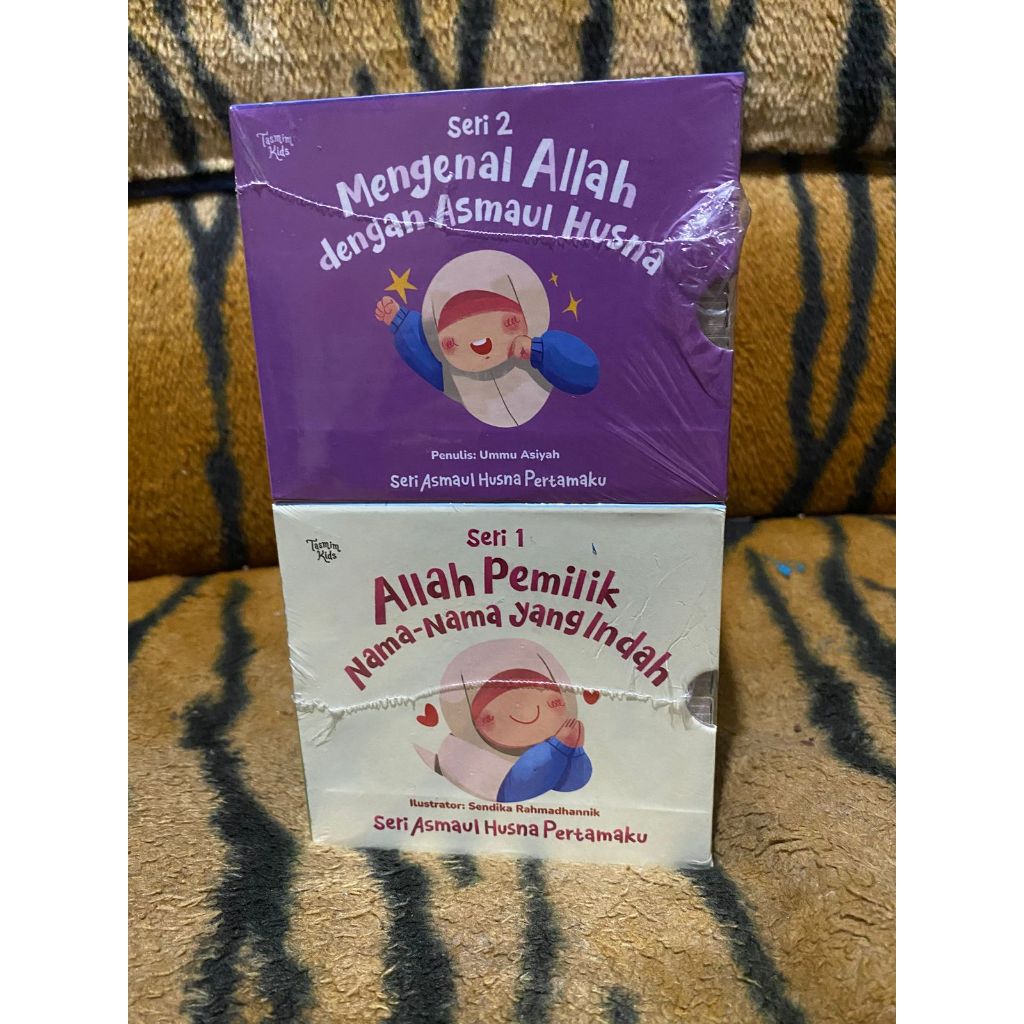 Tasmim
Kids
Seri 2
Mengenal Allah
dengan Asmaul Husna
Penulis: Ummu Asiyah
Seri Asmaul Husna Pertamaku
Tasmim
Kids
Seri 1
Allah Pemilik
Nama-Nama yang Indah
Ilustrator: Sendika Rahmadhannik
Seri Asmaul Husna Pertamaku